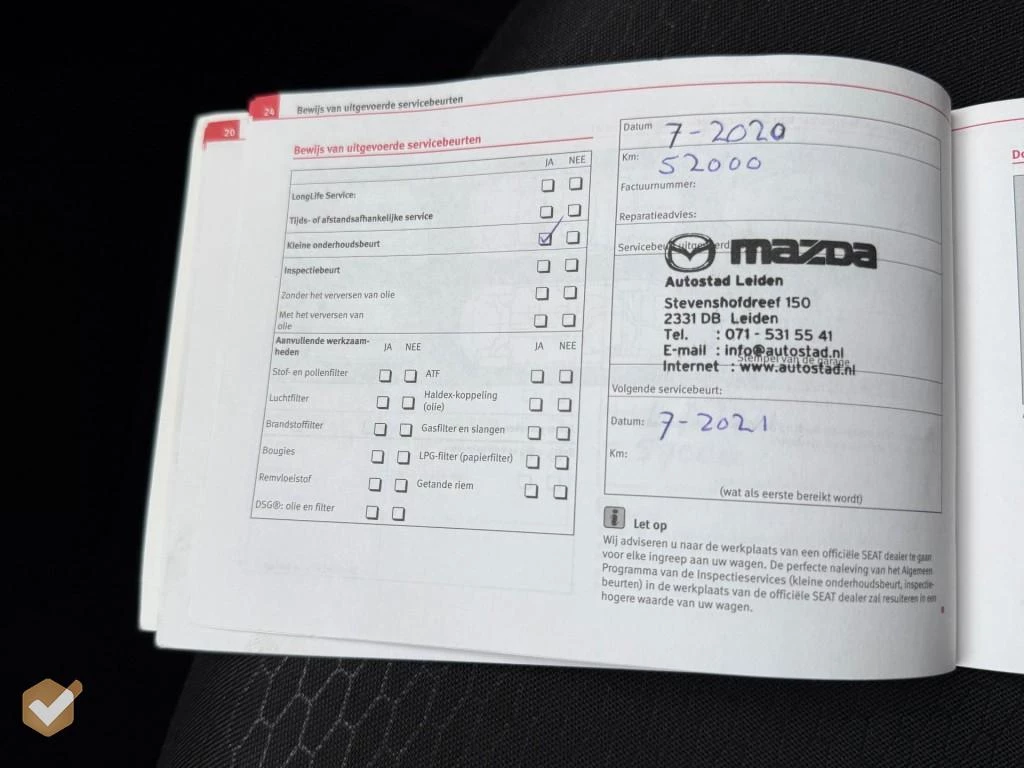 20
24 Bewijs van uitgevoerde servicebeurten
Bewijs van uitgevoerde servicebeurten
JA NEE
LongLife Service:
Tijds- of afstandsafhankelijke service
Kleine onderhoudsbeurt
Inspectiebeurt
Zonder het verversen van olie
Met het verversen van
olie
Aanvullende werkzaam-
heden
JA NEE
JA NEE
Stof- en pollenfilter
ATF
Luchtfilter
Haldex-koppeling
(olie)
Brandstoffilter
Gasfilter en slangen
Bougies
LPG-filter (papierfilter)
Remvloeistof
Getande riem
DSG®: olie en filter
Datum 7-2020
Km: 52000
Factuurnummer:
Reparatieadvies:
mazda
Autostad Leiden
Stevenshofdreef 150
2331 DB Leiden
Tel. : 071 - 531 55 41
E-mail : info@autostad.nl
Stempel van de garage
Internet : www.autostad.nl
Volgende servicebeurt:
Datum: 7-2021
Km:
(wat als eerste bereikt wordt)
i Let op
Wij adviseren u naar de werkplaats van een officiële SEAT dealer te gaan
voor elke ingreep aan uw wagen. De perfecte naleving van het Algemeen
Programma van de Inspectieservices (kleine onderhoudsbeurt, inspectie-
beurten) in de werkplaats van de officiële SEAT dealer zal resulteren in een
hogere waarde van uw wagen.